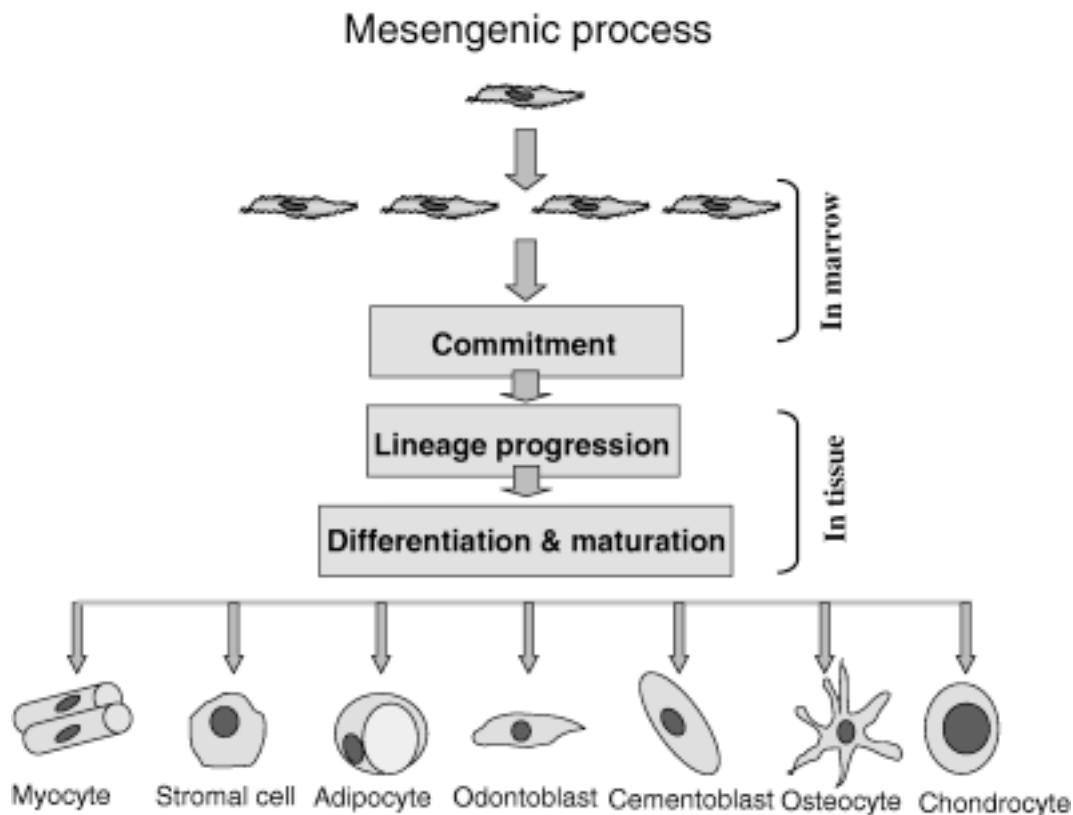 Mesengenic process
In marrow
Commitment
Lineage progression
In tissue
Differentiation & maturation
Myocyte Stromal cell Adipocyte Odontoblast Cementoblast Osteocyte Chondrocyte